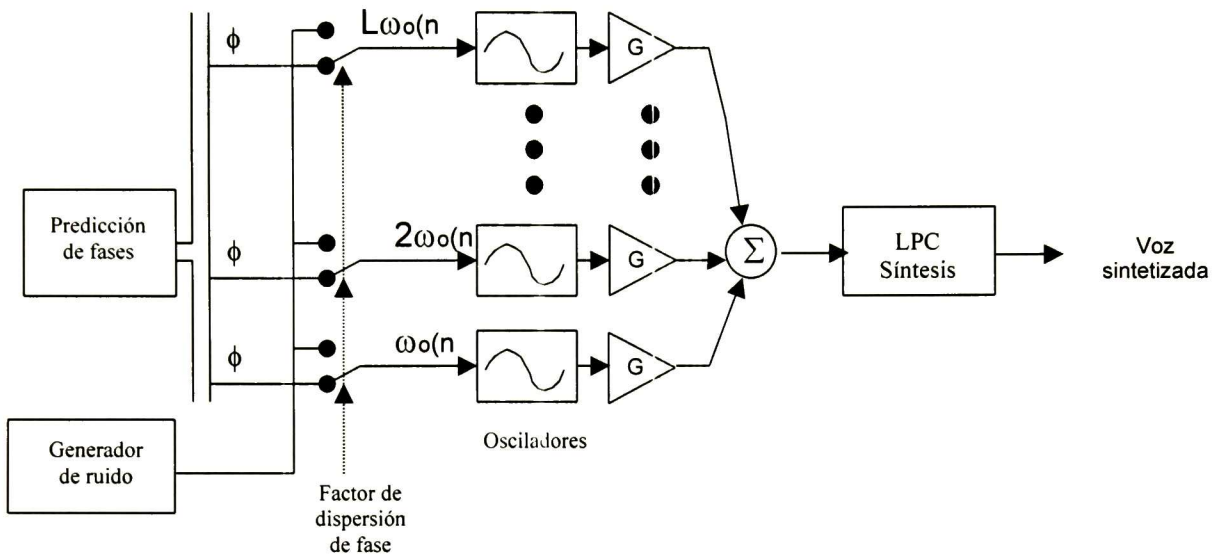 ϕ
Lωo(n
G
Predicción
de fases
ϕ
2ωo(n
G
Σ
LPC
Síntesis
Voz
sintetizada
ϕ
ωo(n
G
Generador
de ruido
Osciladores
Factor de
dispersión
de fase